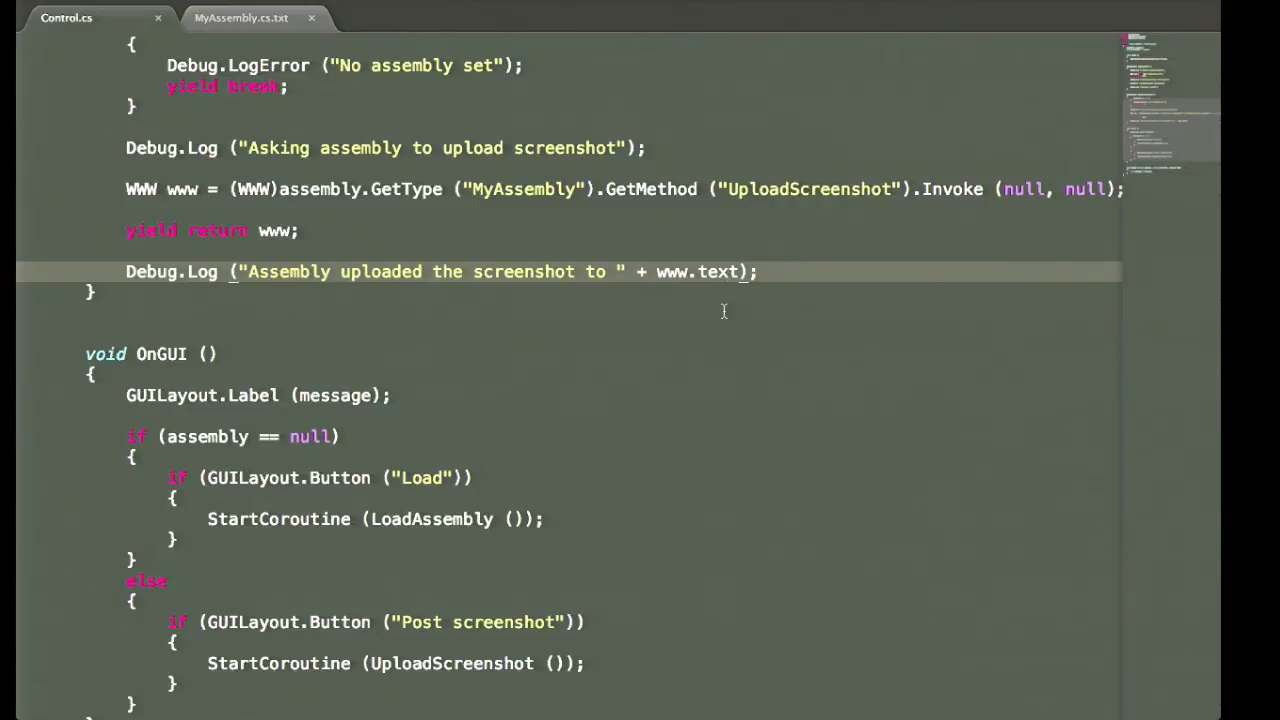 Control.cs × MyAssembly.cs.txt ×
{
Debug.LogError ("No assembly set");
yield break;
}
Debug.Log ("Asking assembly to upload screenshot");
WWW www = (WWW)assembly.GetType ("MyAssembly").GetMethod ("UploadScreenshot").Invoke (null, null);
yield return www;
Debug.Log ("Assembly uploaded the screenshot to " + www.text);
}
void OnGUI ()
{
GUILayout.Label (message);
if (assembly == null)
{
if (GUILayout.Button ("Load"))
{
StartCoroutine (LoadAssembly ());
}
}
else
{
if (GUILayout.Button ("Post screenshot"))
{
StartCoroutine (UploadScreenshot ());
}
}